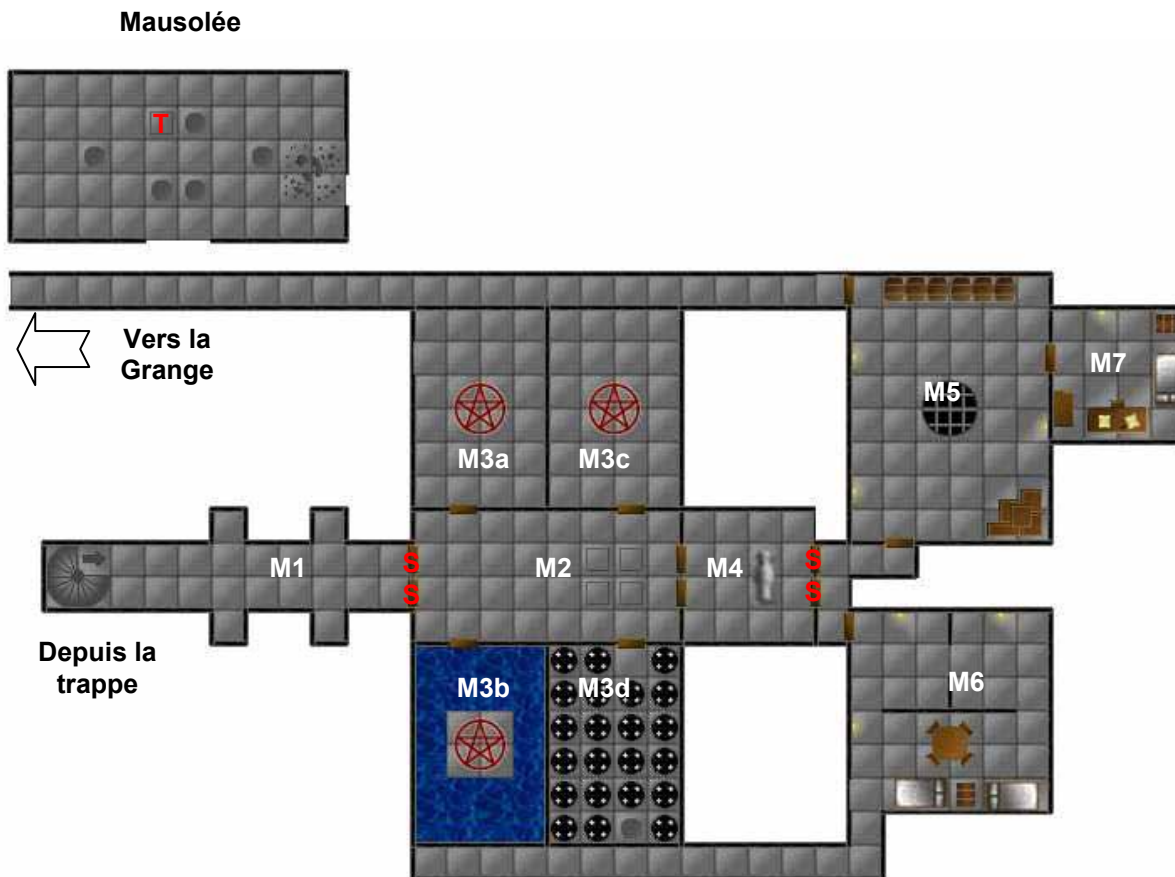 Mausolée
T
Vers la
Grange
M7
M5
M3a
M3c
S
S
M1
M2
M4
S
S
Depuis la
trappe
M3b
M3d
M6